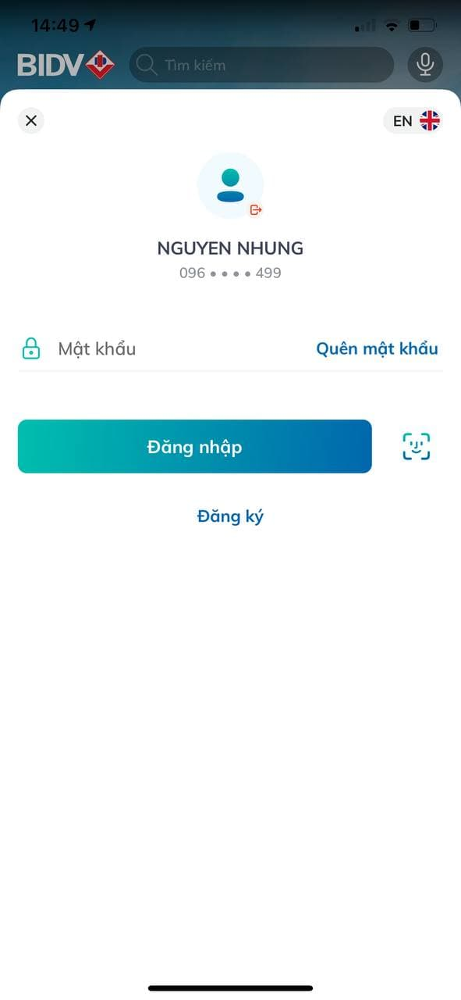 14:49
BIDV Tìm kiếm
EN
NGUYEN NHUNG
096 •••• 499
Mật khẩu Quên mật khẩu
Đăng nhập
Đăng ký